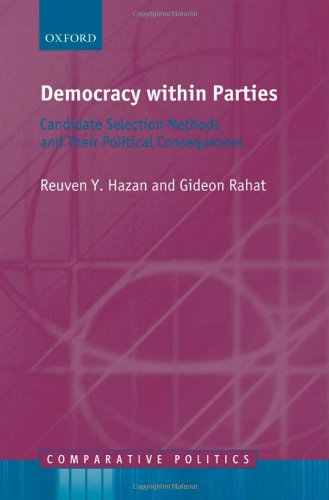 OXFORD
Democracy within Parties
Candidate Selection Methods
and Their Political Consequences
Reuven Y. Hazan and Gideon Rahat
COMPARATIVE POLITICS